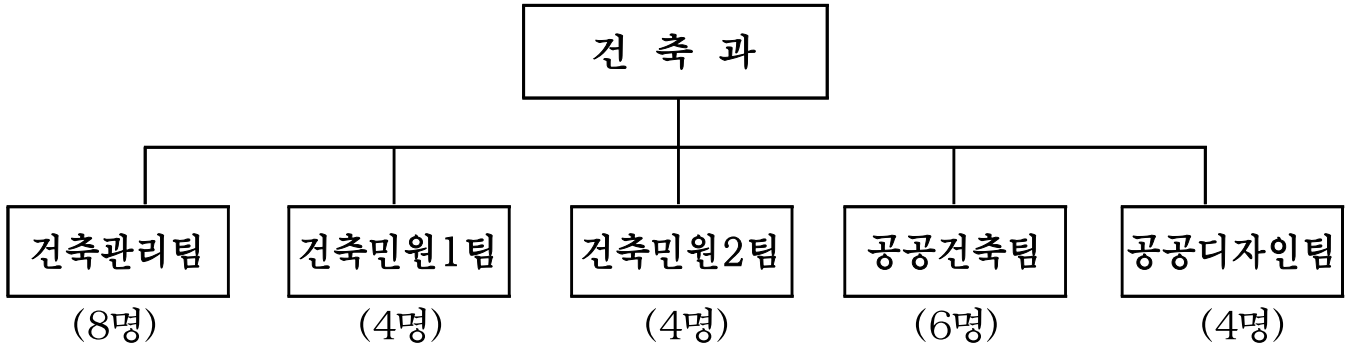 건 축 과
건축관리팀 건축민원1팀 건축민원2팀 공공건축팀 공공디자인팀
(8명) (4명) (4명) (6명) (4명)